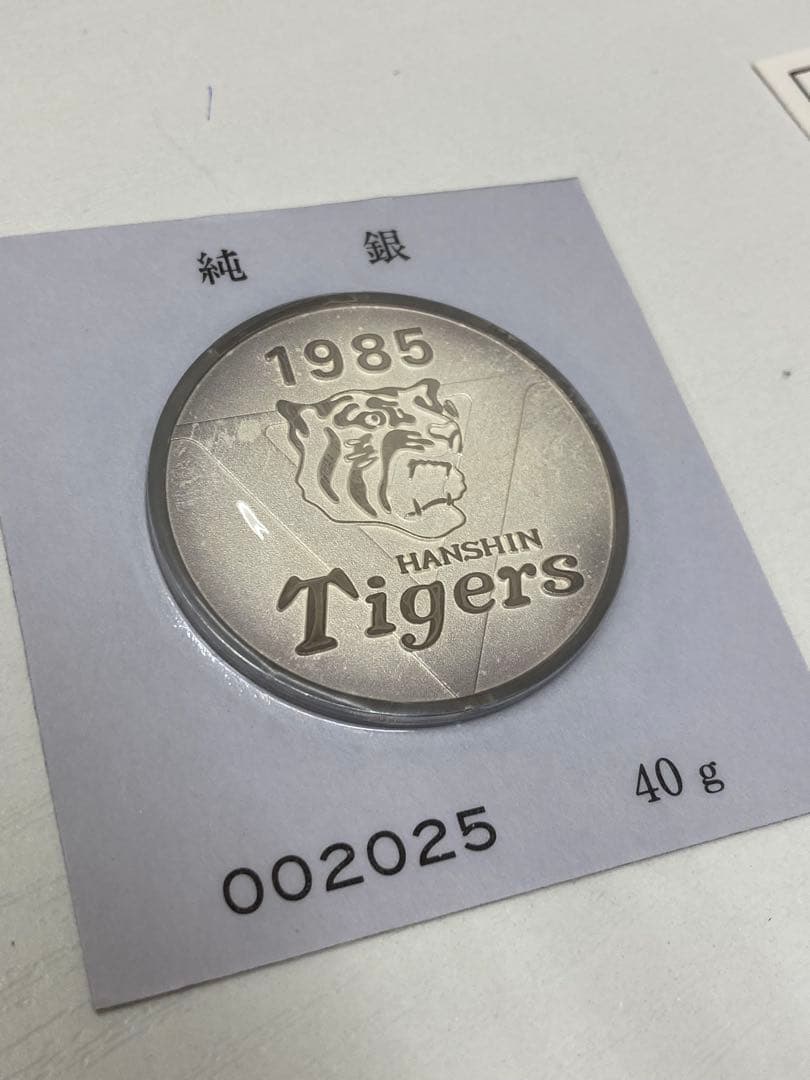 純 銀
1985
HANSHIN
Tigers
40 g
002025